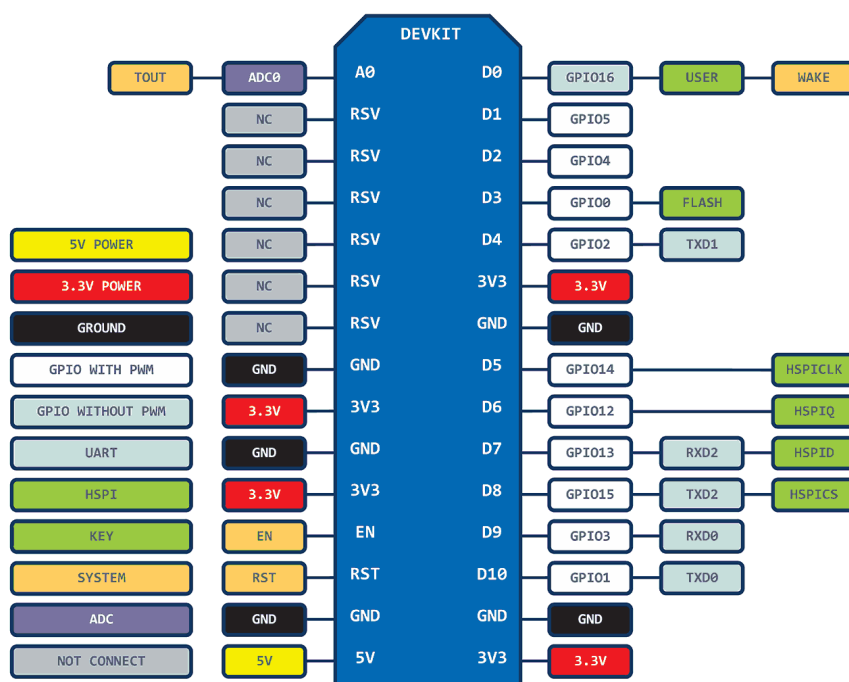 DEVKIT
TOUT ADC0 A0 D0 GPIO16 USER WAKE
NC RSV D1 GPIO5
NC RSV D2 GPIO4
NC RSV D3 GPIO0 FLASH
5V POWER NC RSV D4 GPIO2 TXD1
3.3V POWER NC RSV 3V3 3.3V
GROUND NC RSV GND GND
GPIO WITH PWM GND GND D5 GPIO14 HSPICLK
GPIO WITHOUT PWM 3.3V 3V3 D6 GPIO12 HSPIQ
UART GND GND D7 GPIO13 RXD2 HSPID
HSPI 3.3V 3V3 D8 GPIO15 TXD2 HSPICS
KEY EN EN D9 GPIO3 RXD0
SYSTEM RST RST D10 GPIO1 TXD0
ADC GND GND GND GND
NOT CONNECT 5V 5V 3V3 3.3V